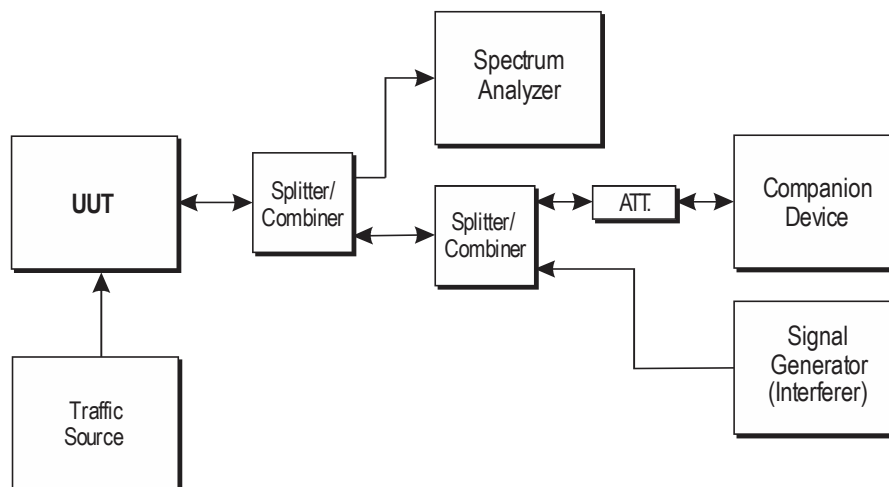 Spectrum
Analyzer
UUT
Splitter/
Combiner
Splitter/
Combiner
ATT.
Companion
Device
Traffic
Source
Signal
Generator
(Interferer)